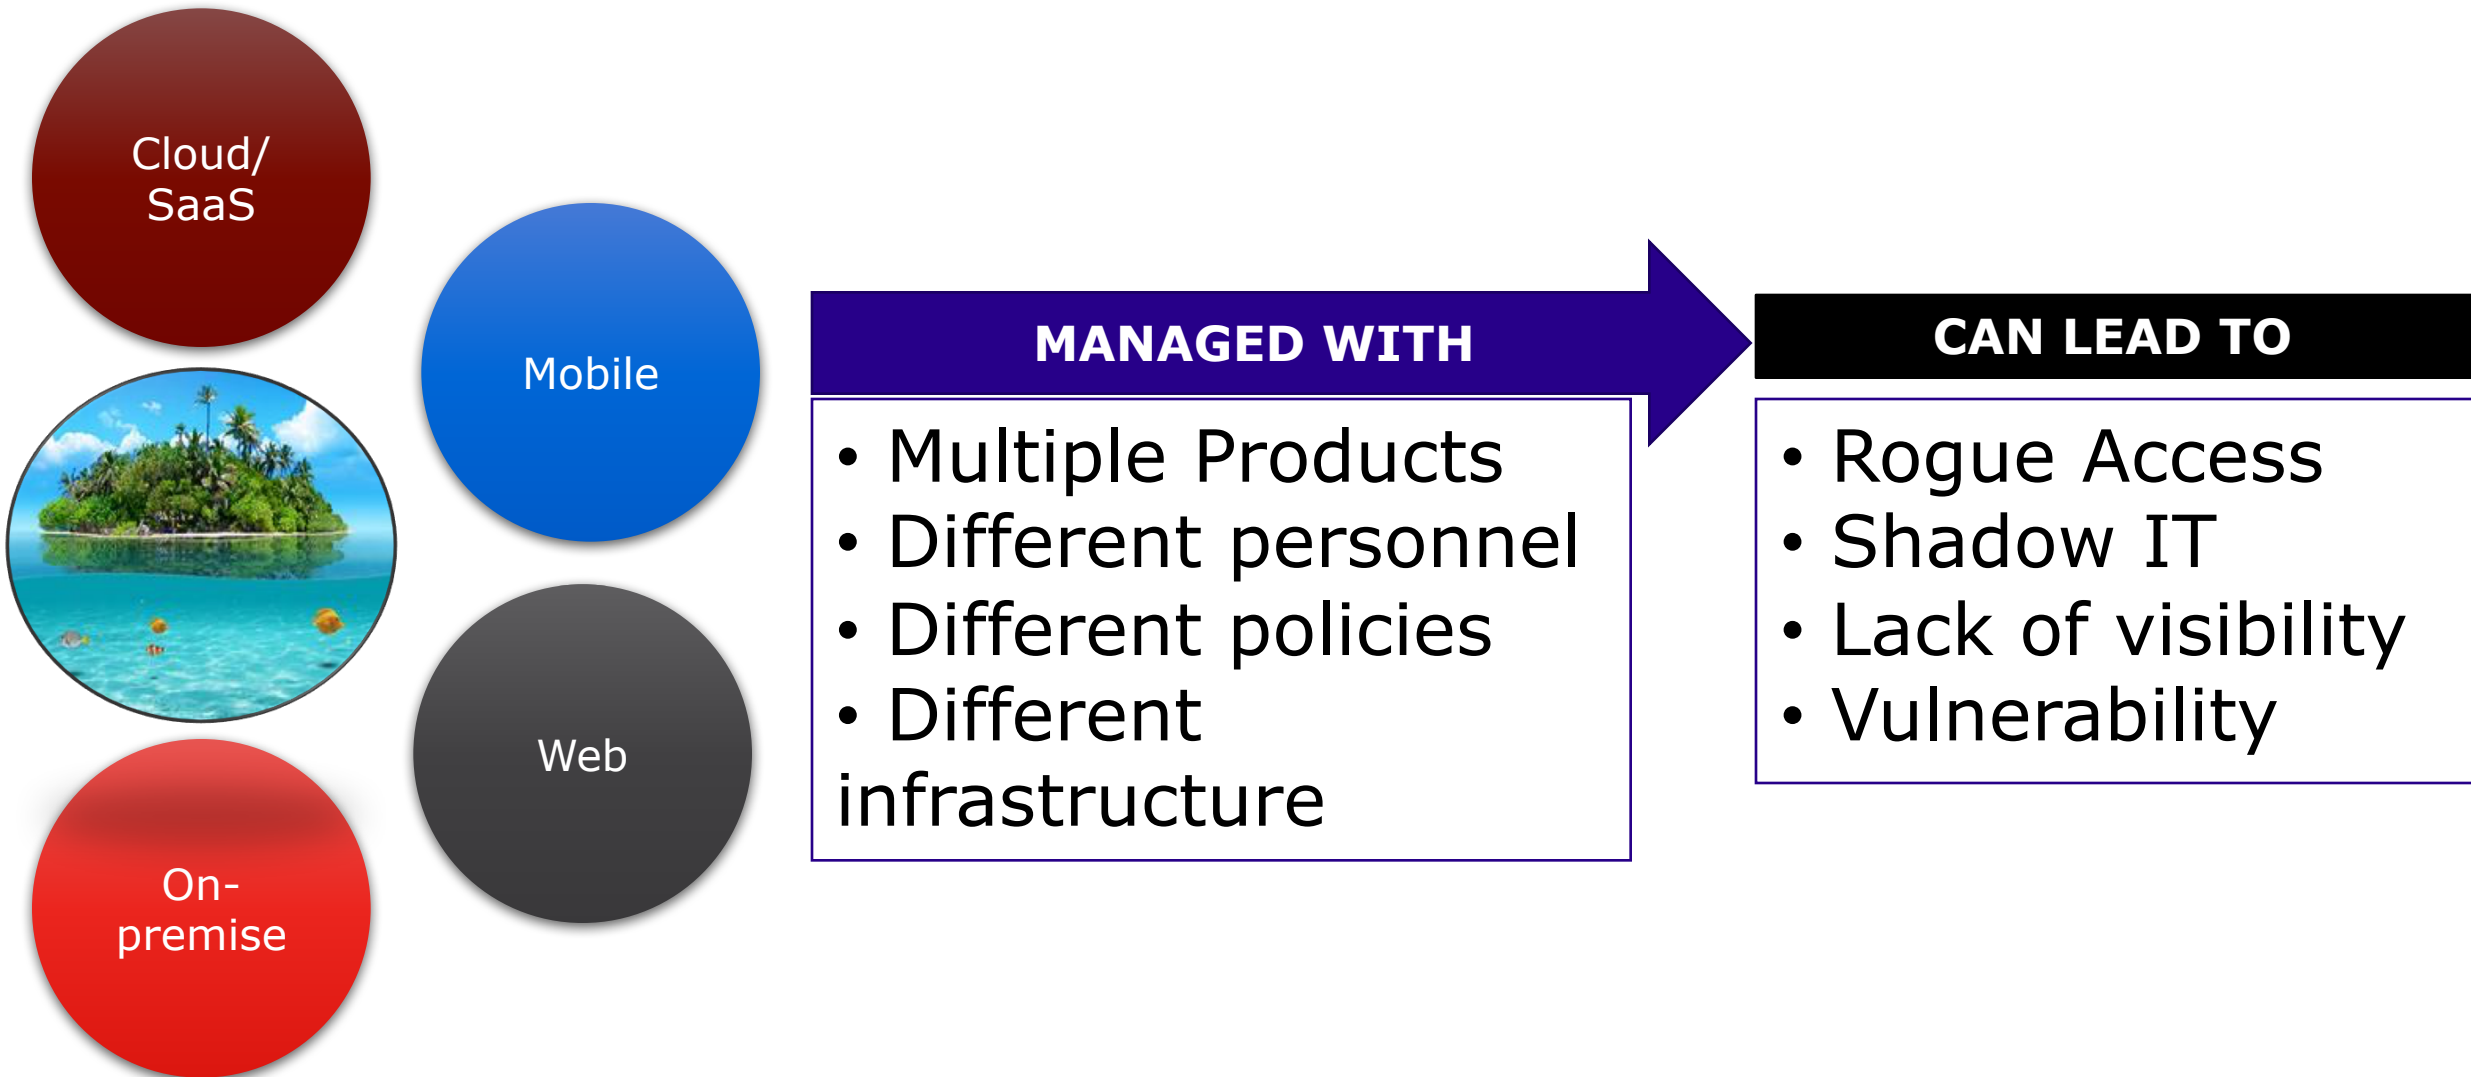 Cloud/
SaaS
Mobile
Web
On-
premise
MANAGED WITH
• Multiple Products
• Different personnel
• Different policies
• Different
infrastructure
CAN LEAD TO
• Rogue Access
• Shadow IT
• Lack of visibility
• Vulnerability